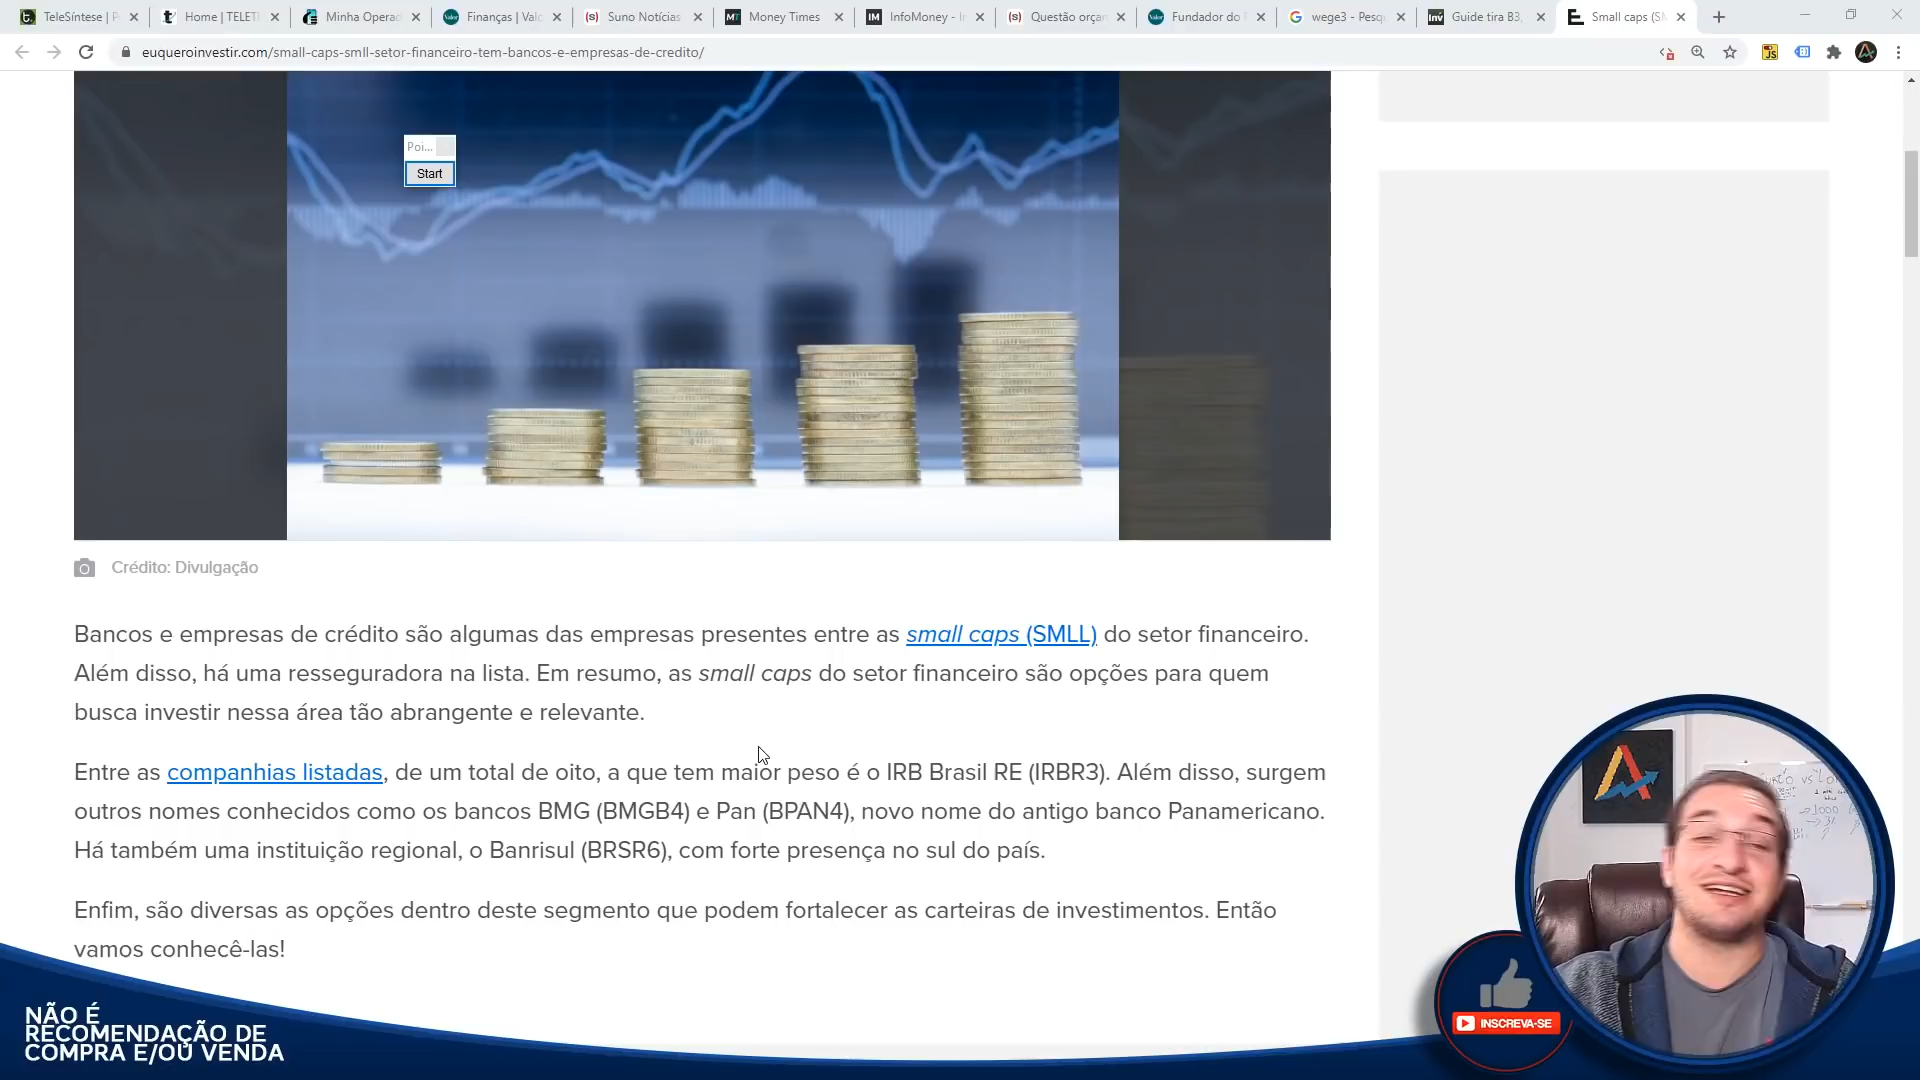 TeleSíntese | P
Home | TELETI
Minha Operad
Finanças | Valo
Suno Notícias
Money Times
InfoMoney - In
Questão orçam
Fundador do
wege3 - Pesq
Guide tira B3,
Small caps (SM
euqueroinvestir.com/small-caps-smll-setor-financeiro-tem-bancos-e-empresas-de-credito/
Poi...
Start
Crédito: Divulgação
Bancos e empresas de crédito são algumas das empresas presentes entre as small caps (SMLL) do setor financeiro.
Além disso, há uma resseguradora na lista. Em resumo, as small caps do setor financeiro são opções para quem
busca investir nessa área tão abrangente e relevante.
Entre as companhias listadas, de um total de oito, a que tem maior peso é o IRB Brasil RE (IRBR3). Além disso, surgem
outros nomes conhecidos como os bancos BMG (BMGB4) e Pan (BPAN4), novo nome do antigo banco Panamericano.
Há também uma instituição regional, o Banrisul (BRSR6), com forte presença no sul do país.
Enfim, são diversas as opções dentro deste segmento que podem fortalecer as carteiras de investimentos. Então
vamos conhecê-las!
NÃO É
RECOMENDAÇÃO DE
COMPRA E/OU VENDA
INSCREVA-SE